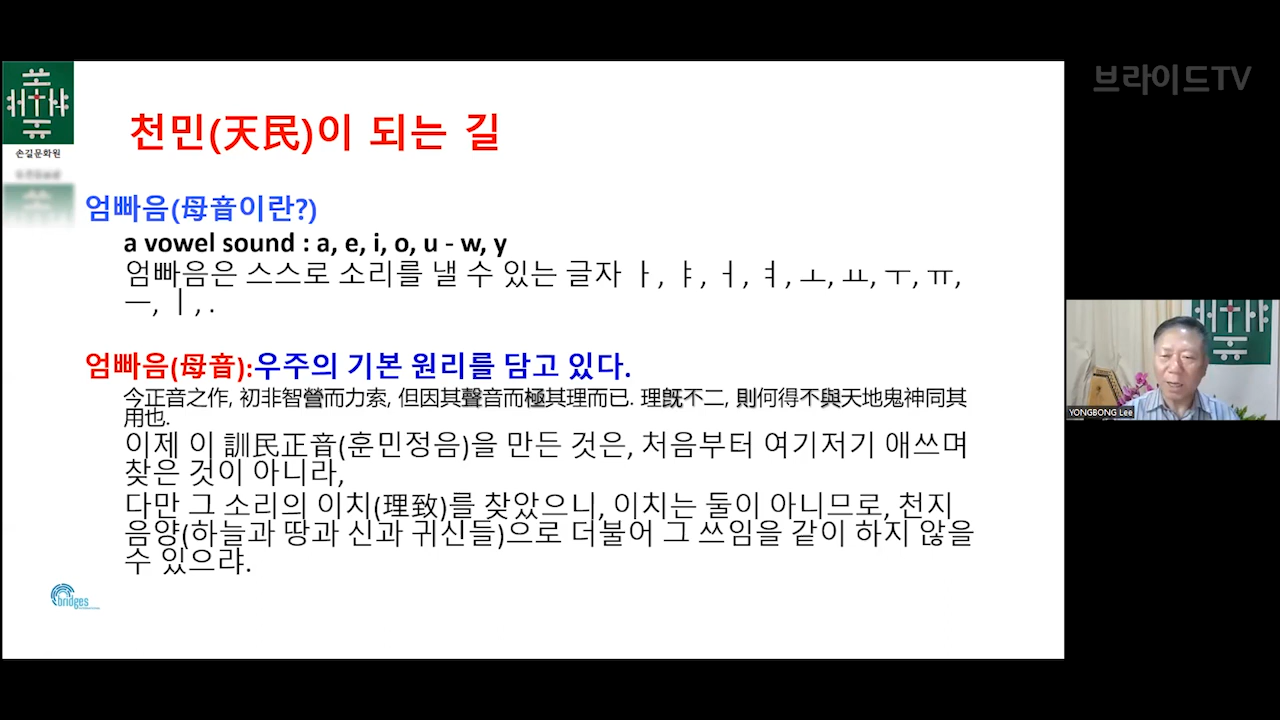 브라이드TV
손길문화원
천민(天民)이 되는 길
엄빠음(母音이란?)
a vowel sound : a, e, i, o, u - w, y
엄빠음은 스스로 소리를 낼 수 있는 글자 ㅏ, ㅑ, ㅓ, ㅕ, ㅗ, ㅛ, ㅜ, ㅠ,
ㅡ, ㅣ, .
엄빠음(母音):우주의 기본 원리를 담고 있다.
今正音之作, 初非智營而力索, 但因其聲音而極其理而已. 理旣不二, 則何得不與天地鬼神同其
用也.
이제 이 訓民正音(훈민정음)을 만든 것은, 처음부터 여기저기 애쓰며
찾은 것이 아니라,
다만 그 소리의 이치(理致)를 찾았으니, 이치는 둘이 아니므로, 천지
음양(하늘과 땅과 신과 귀신들)으로 더불어 그 쓰임을 같이 하지 않을
수 있으랴.
bridges
YONGBONG Lee